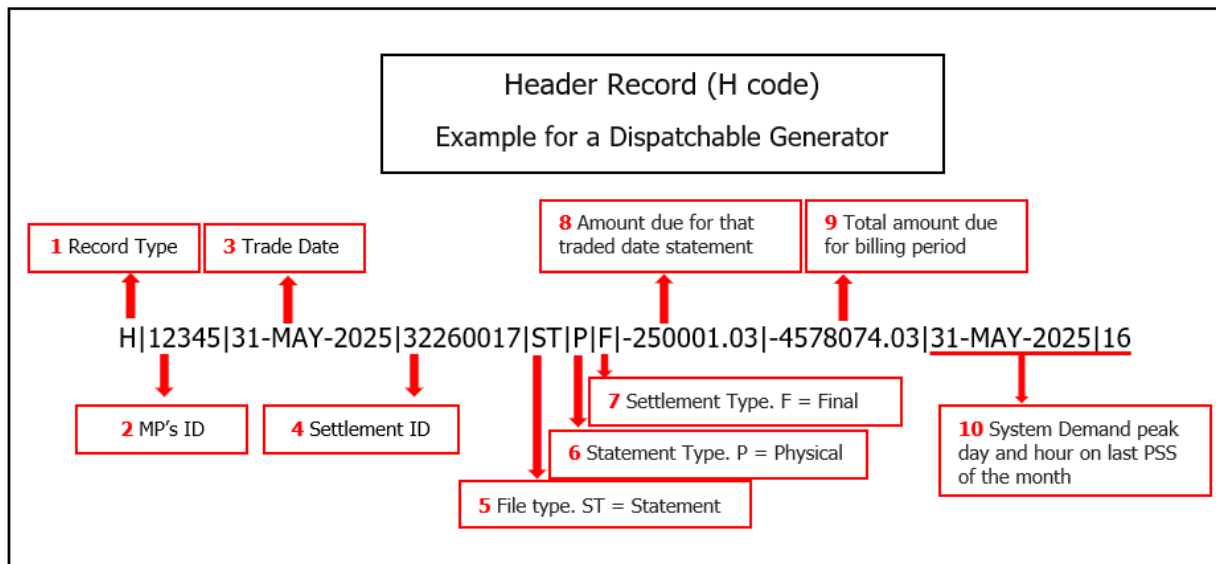 Header Record (H code)
Example for a Dispatchable Generator
1 Record Type
3 Trade Date
8 Amount due for that
traded date statement
9 Total amount due
for billing period
H|12345|31-MAY-2025|32260017|ST|P|F|-250001.03|-4578074.03|31-MAY-2025|16
2 MP's ID
4 Settlement ID
7 Settlement Type. F = Final
6 Statement Type. P = Physical
5 File type. ST = Statement
10 System Demand peak
day and hour on last PSS
of the month